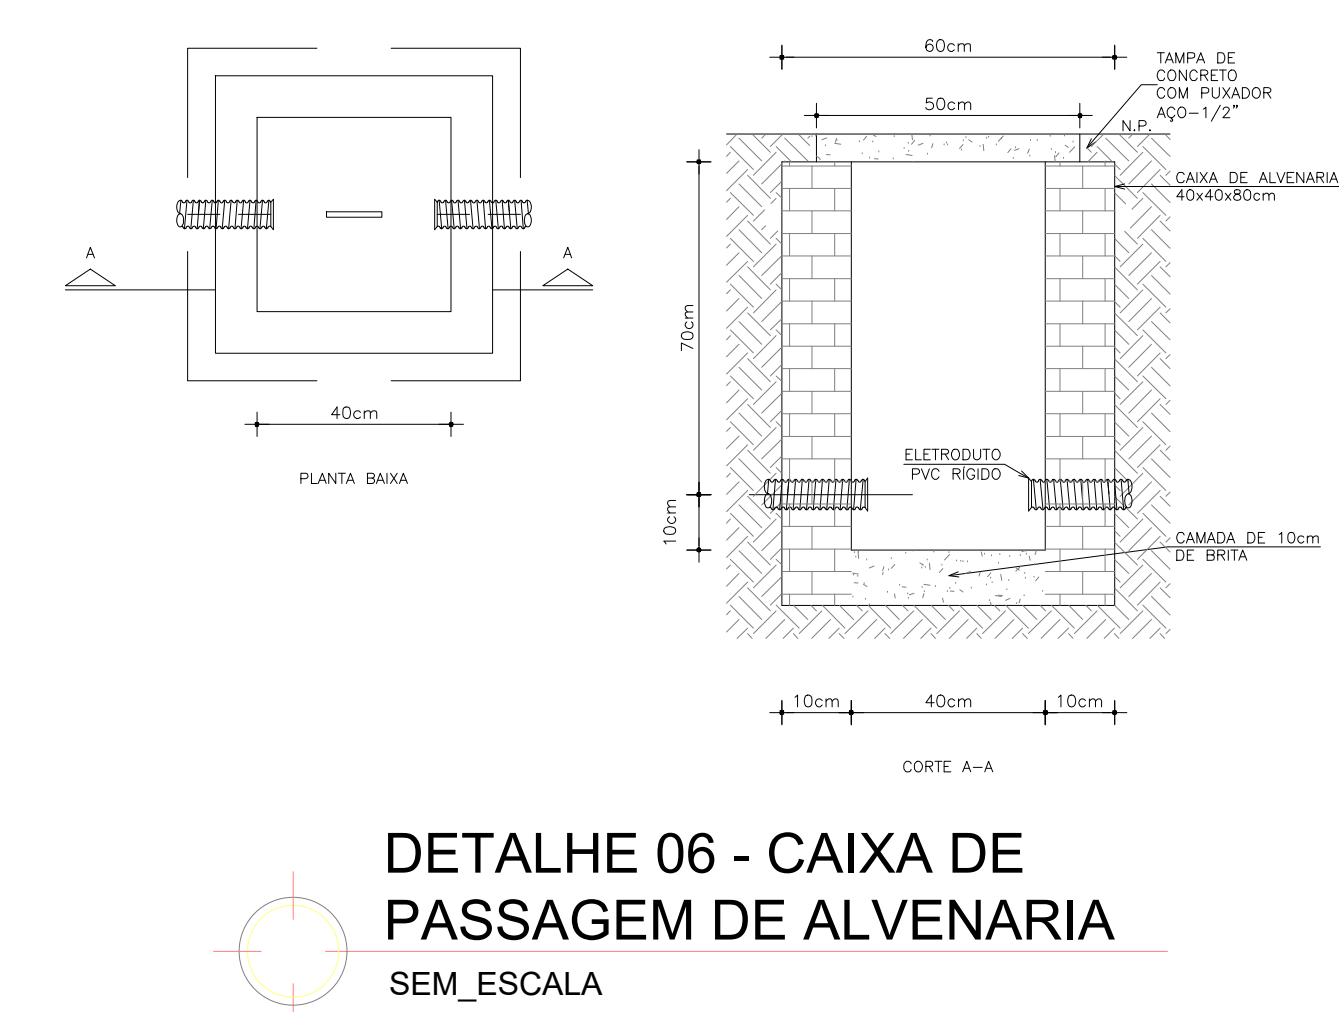 A
A
40cm
PLANTA BAIXA
60cm
50cm
TAMPA DE
CONCRETO
COM PUXADOR
AÇO-1/2"
N.P.
CAIXA DE ALVENARIA
40x40x80cm
70cm
ELETRODUTO
PVC RÍGIDO
10cm
CAMADA DE 10cm
DE BRITA
10cm
40cm
10cm
CORTE A-A
DETALHE 06 - CAIXA DE
PASSAGEM DE ALVENARIA
SEM_ESCALA